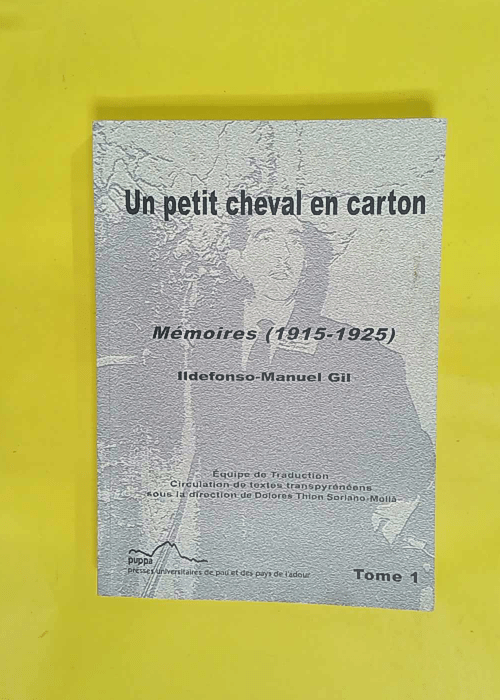 Un petit cheval en carton
Mémoires (1915-1925)
Ildefonso-Manuel Gil
Équipe de Traduction
Circulation de textes transpyrénéens
sous la direction de Dolores Thion Soriano-Mollá
puppa
presses universitaires de pau et des pays de l'adour
Tome 1